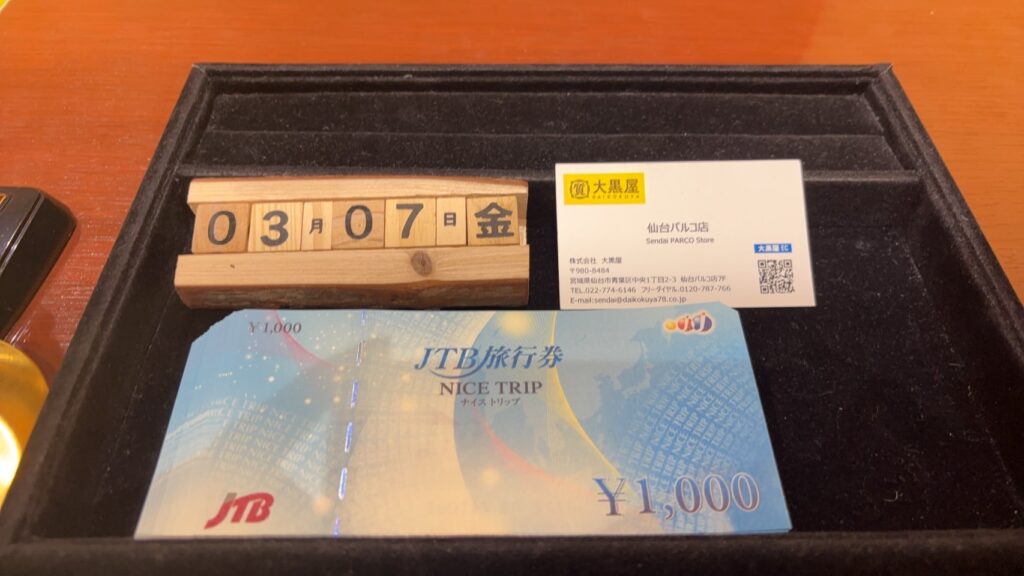 03月07日金
大黒屋
DAIKOKUYA
仙台パルコ店
Sendai PARCO Store
大黒屋 EC
株式会社 大黒屋
〒980-8484
宮城県仙台市青葉区中央1丁目2-3 仙台パルコ店7F
TEL.022-774-6146 フリーダイヤル.0120-787-766
E-mail:sendai@daikokuya78.co.jp
¥1,000
JTB旅行券
NICE TRIP
ナイストリップ
¥1,000
JTB